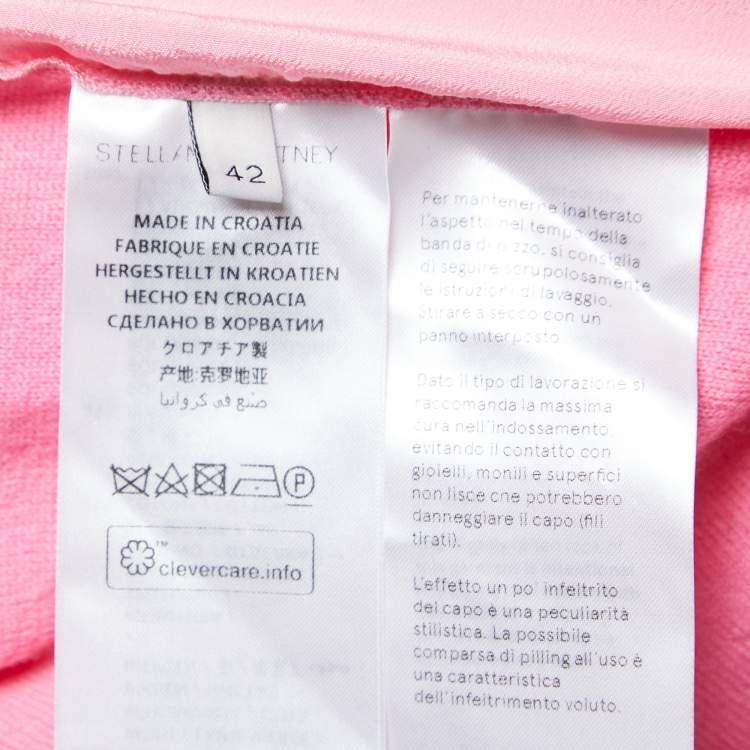 STELLA TNEY
42
MADE IN CROATIA
FABRIQUE EN CROATIE
HERGESTELLT IN KROATIEN
HECHO EN CROACIA
СДЕЛАНО В ХОРВАТИИ
クロアチア製
产地:克罗地亚
صنع في كرواتيا
P
™
clevercare.info
Per mantenerne inalterato
l'aspetto nel tempo della
banda di pizzo, si consiglia
di seguire scrupolosamente
le istruzioni di lavaggio.
Stirare a secco con un
panno interposto
Dato il tipo di lavorazione si
raccomanda la massima
cura nell'indossamento,
evitando il contatto con
gioielli, monili e superfici
non lisce che potrebbero
danneggiare il capo (fili
tirati).
L'effetto un po' infeltrito
del capo è una peculiarità
stilistica. La possibile
comparsa di pilling all'uso è
una caratteristica
dell'infeltrimento voluto.